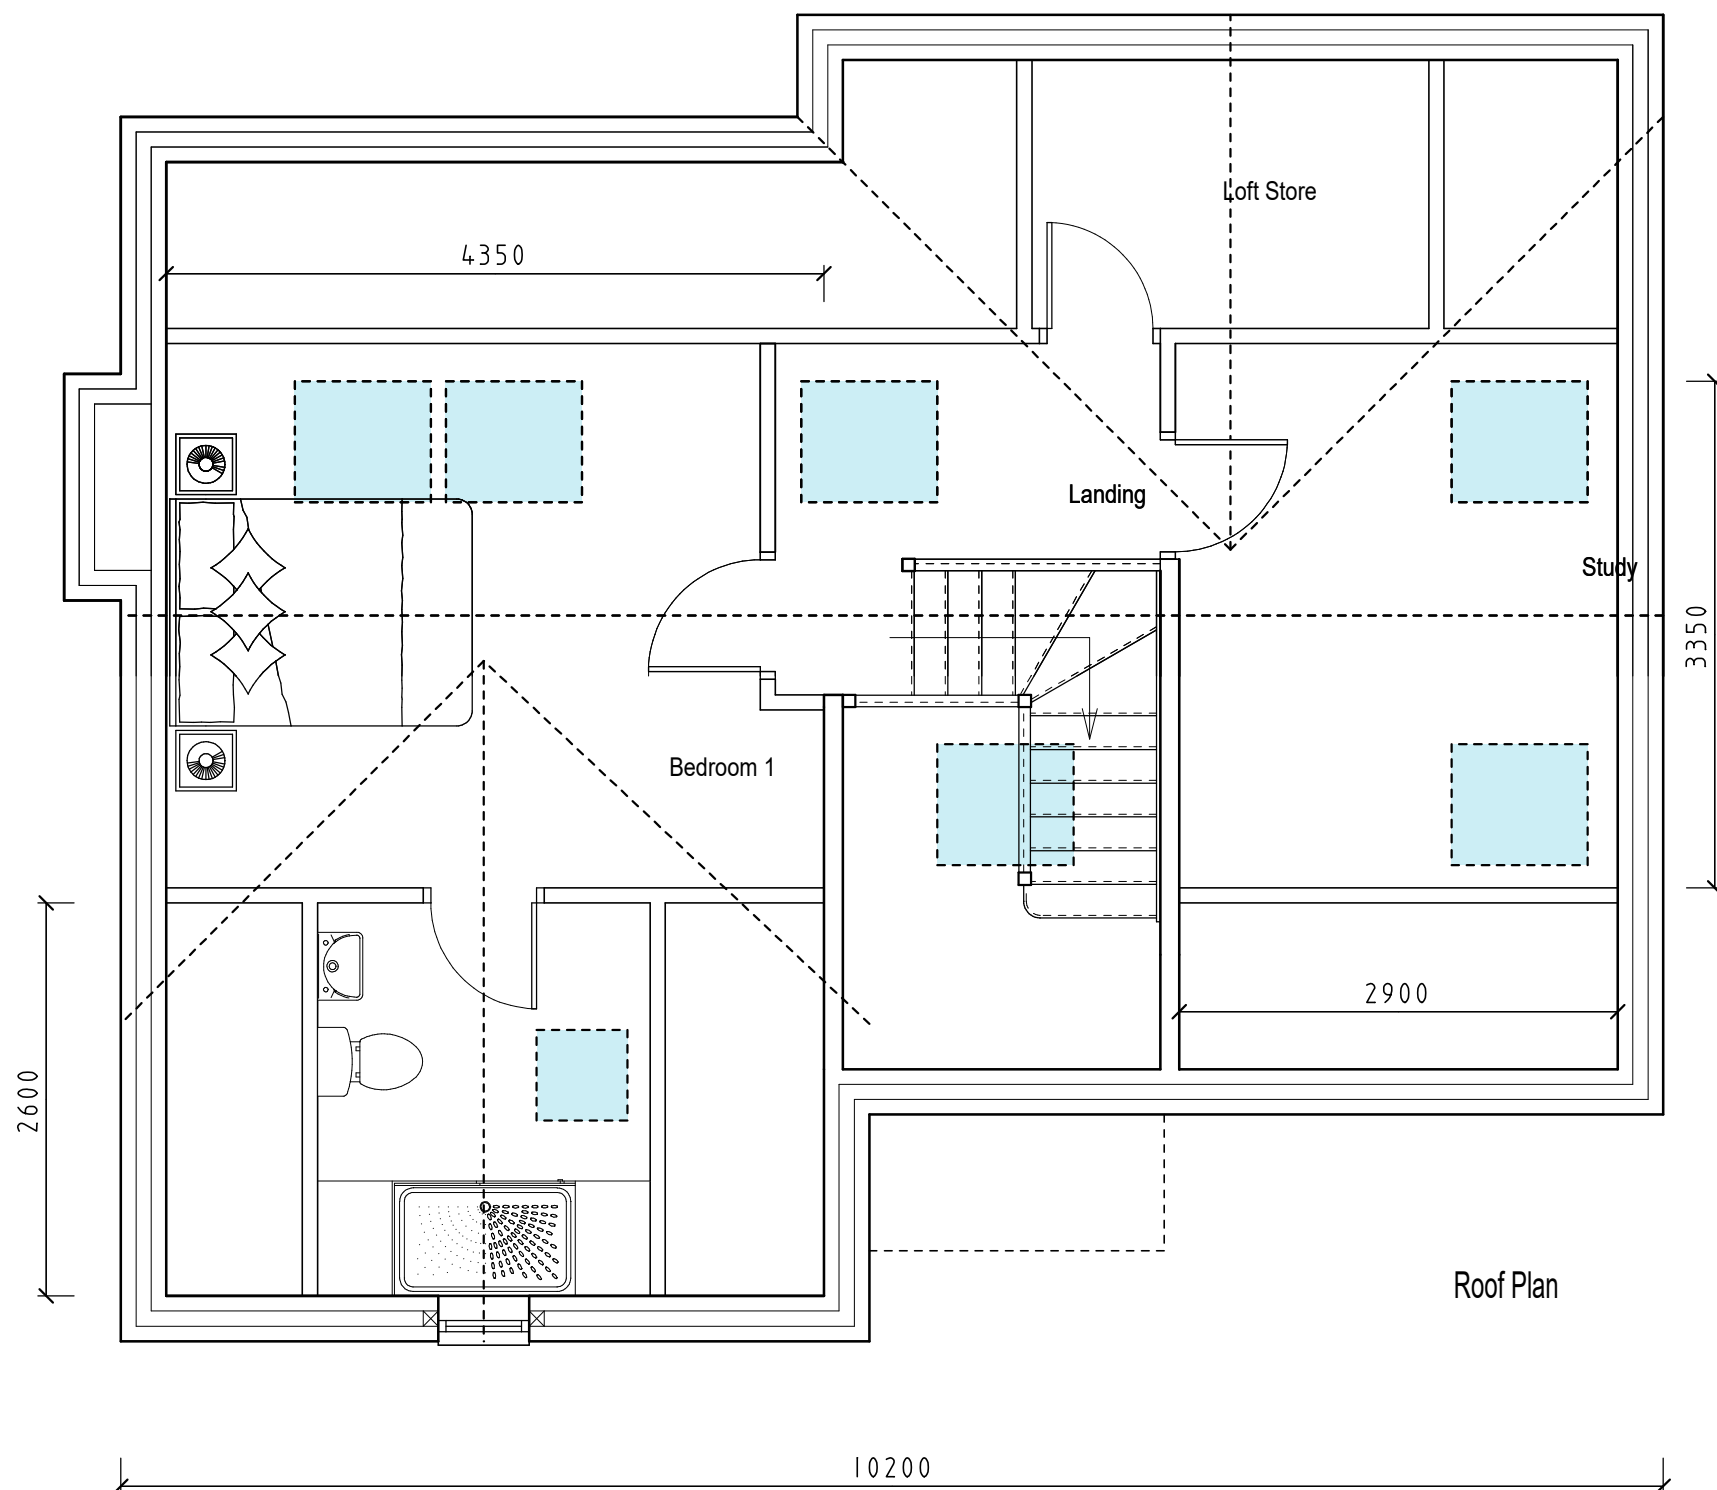 Loft Store
4350
Landing
Study
3350
Bedroom 1
2900
2600
Roof Plan
10200